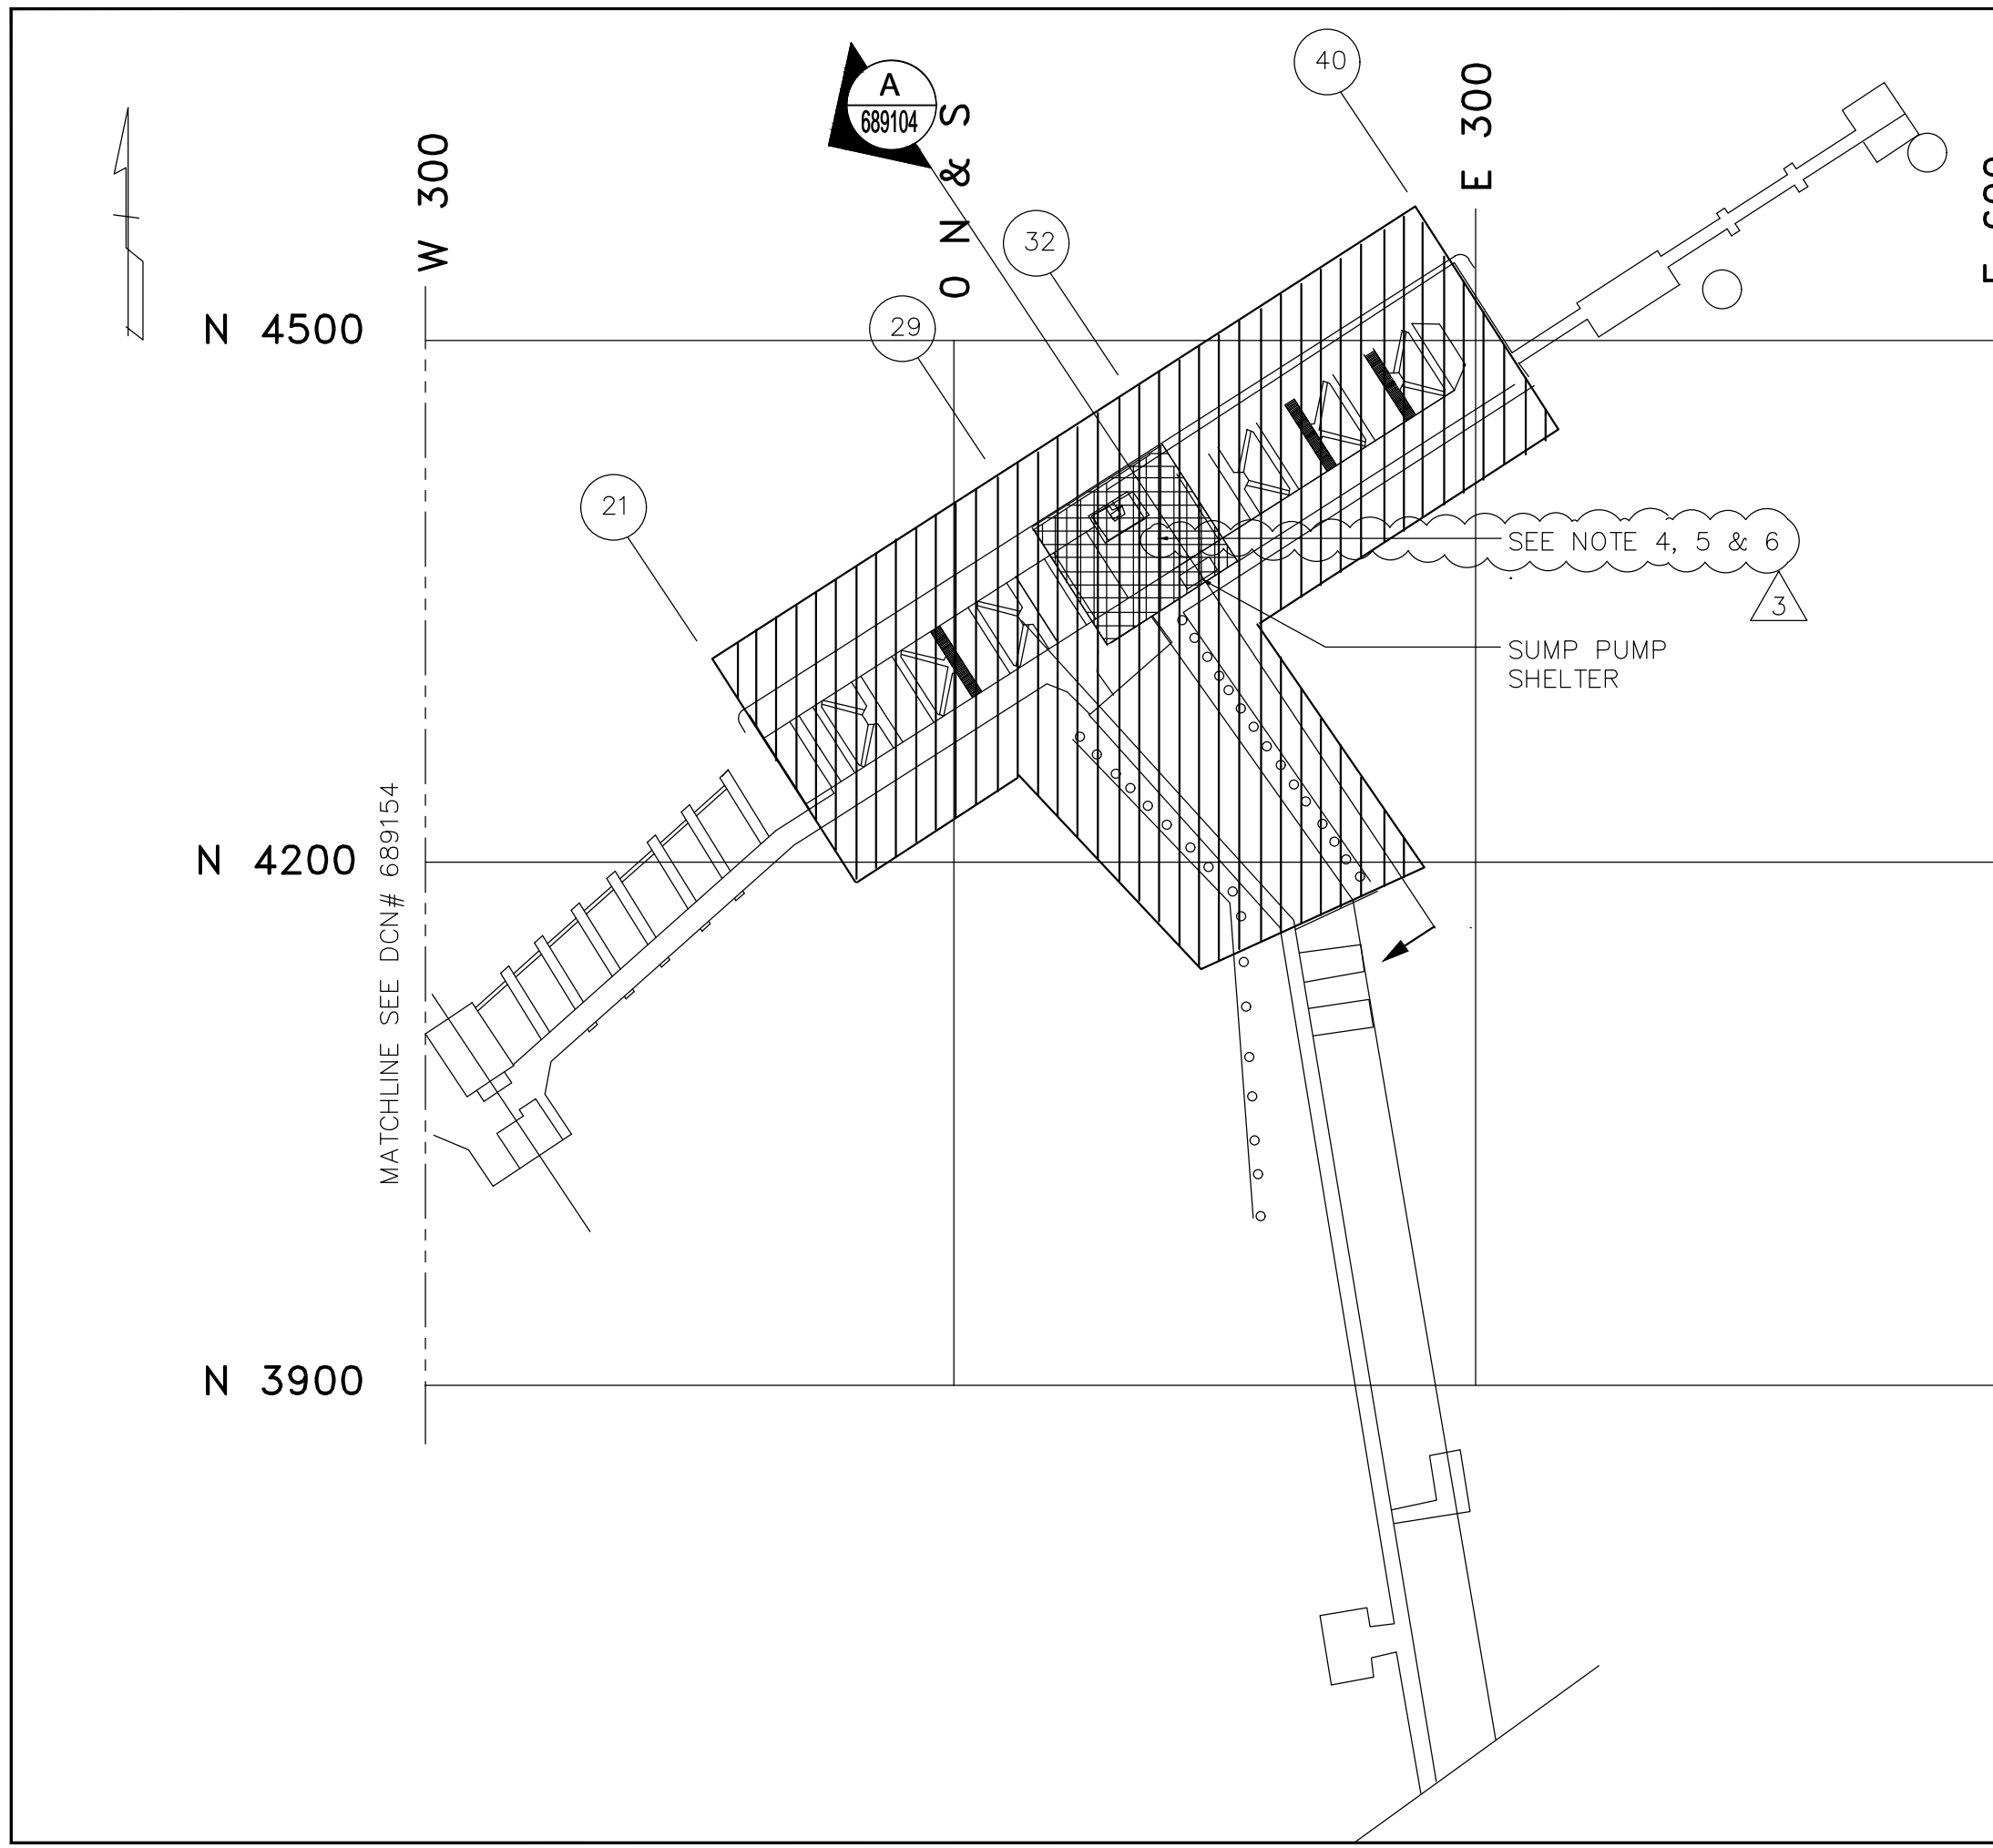 40
E 300
A
689104
O N & S
W 300
32
29
N 4500
21
SEE NOTE 4, 5 & 6
3
SUMP PUMP
SHELTER
MATCHLINE SEE DCN# 689154
N 4200
N 3900